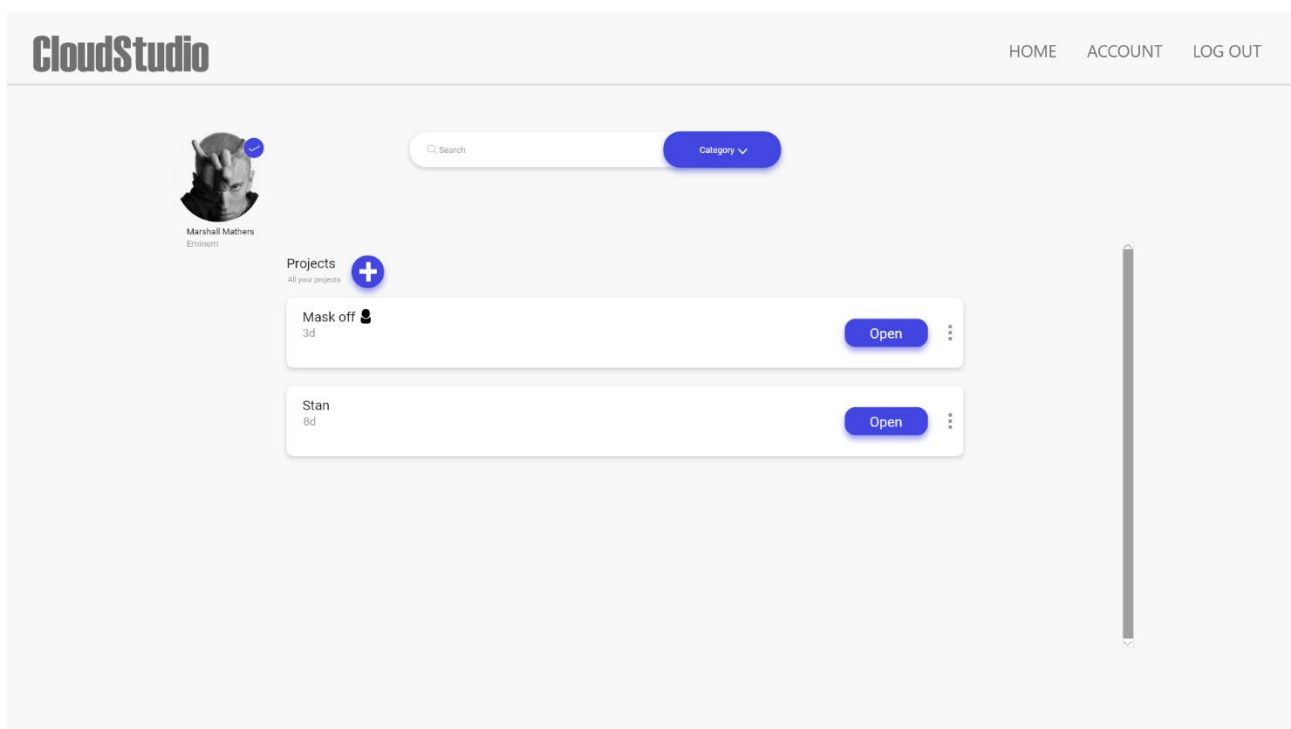 CloudStudio
HOME ACCOUNT LOG OUT
Search
Category
Marshall Mathers
Eminem
Projects
All your projects
Mask off
3d
Open
Stan
8d
Open